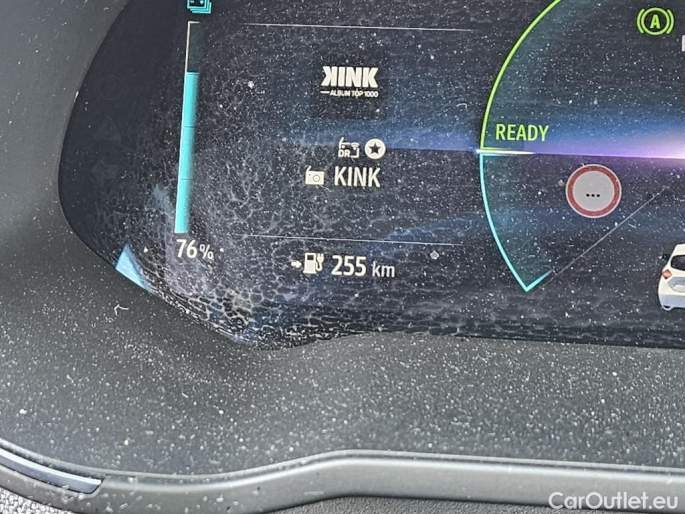 KINK
ALBUM TOP 1000
(A)
READY
DR
KINK
...
76%
255 km
CarOutlet.eu